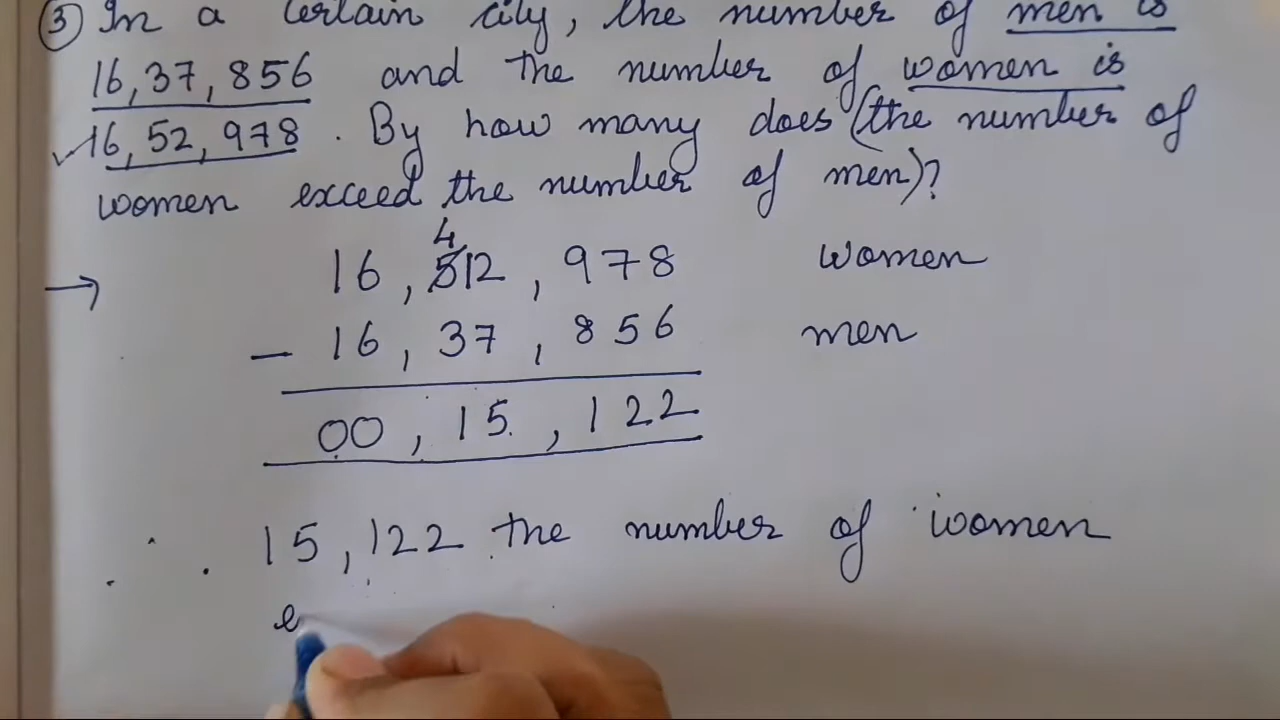 ③ In a certain city, the number of men is
16,37,856 and the number of women is
✓16,52,978. By how many does (the number of
women exceed the number of men)?
4
→ 16,512,978 women
- 16,37,856 men
00,15,122
∴ 15,122 the number of women
e